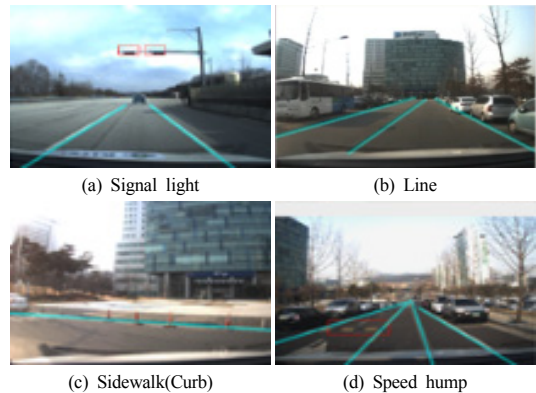 (a) Signal light
(b) Line
(c) Sidewalk(Curb)
(d) Speed hump